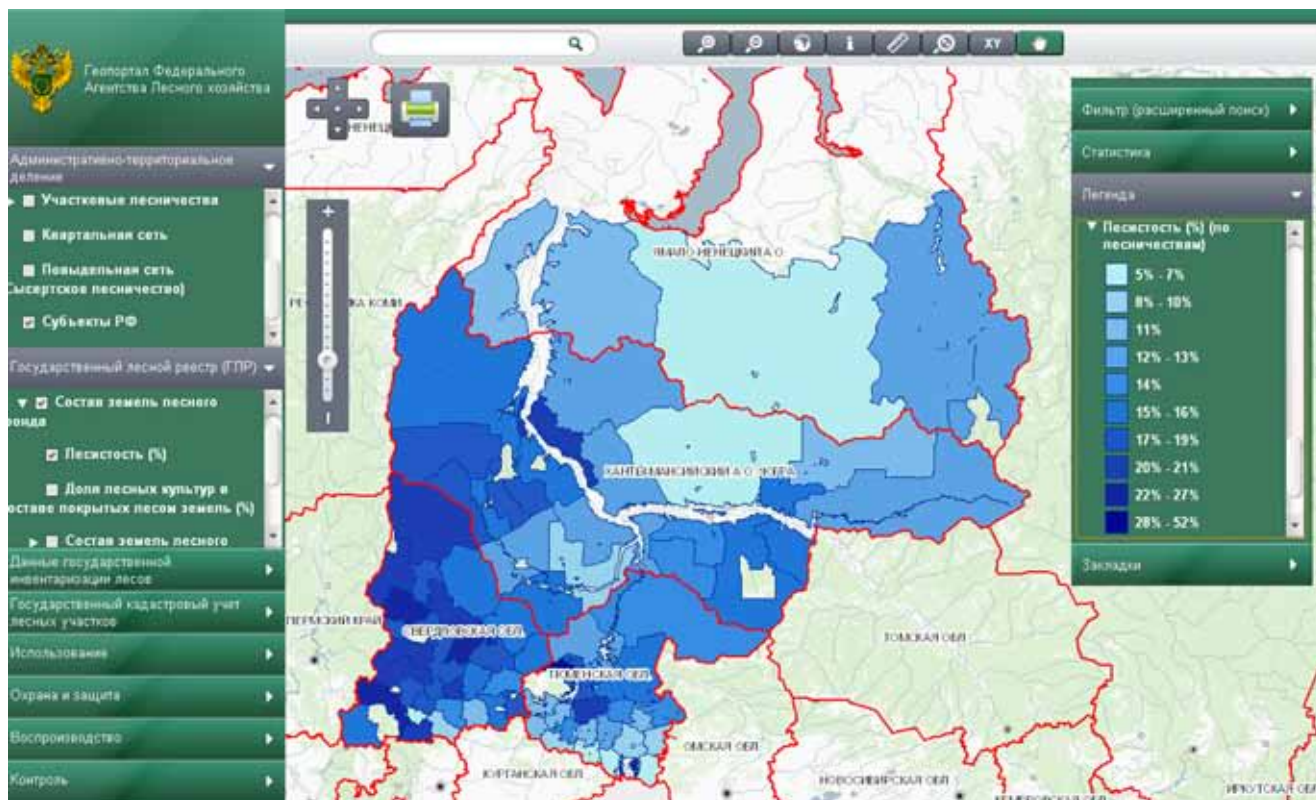 Геопортал Федерального
Агентства Лесного хозяйства
Административно-территориальное
деление
Участковые лесничества
Квартальная сеть
Повыдельная сеть
Сысертское лесничество)
Субъекты РФ
Государственный лесной реестр (ГЛР)
Состав земель лесного
фонда
Лесистость (%)
Доля лесных культур в
составе покрытых лесом земель (%)
Состав земель лесного
Данные государственной
инвентаризации лесов
Государственный кадастровый учет
лесных участков
Использование
Охрана и защита
Воспроизводство
Контроль
XY
ЯМАЛО-НЕНЕЦКИЙ А.О.
ХАНТЫ-МАНСИЙСКИЙ А.О. ЮГРА
ПЕРМСКИЙ КРАЙ
СВЕРДЛОВСКАЯ ОБЛ.
ТЮМЕНСКАЯ ОБЛ.
ТОМСКАЯ ОБЛ.
ОМСКАЯ ОБЛ.
КУРГАНСКАЯ ОБЛ.
НОВОСИБИРСКАЯ ОБЛ.
КЕМЕРОВСКАЯ ОБЛ.
ИРКУТСКАЯ ОБЛ
Фильтр (расширенный поиск)
Статистика
Легенда
Лесистость (%) (по
лесничествам)
5% - 7%
8% - 10%
11%
12% - 13%
14%
15% - 16%
17% - 19%
20% - 21%
22% - 27%
28% - 52%
Закладки